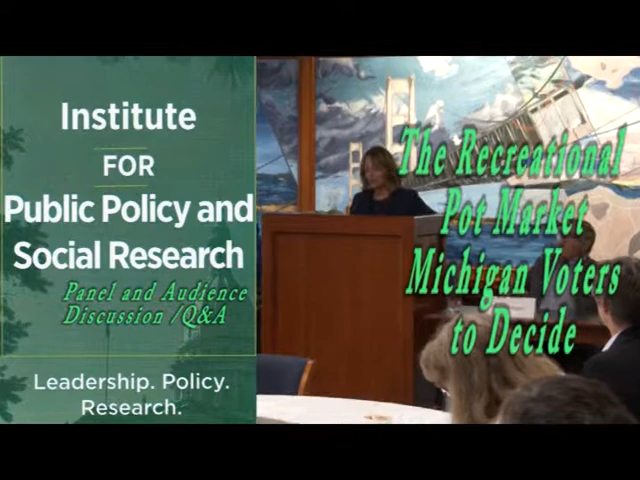 Institute
FOR
Public Policy and
Social Research
Panel and Audience
Discussion /Q&A
Leadership. Policy.
Research.
The Recreational
Pot Market
Michigan Voters
to Decide